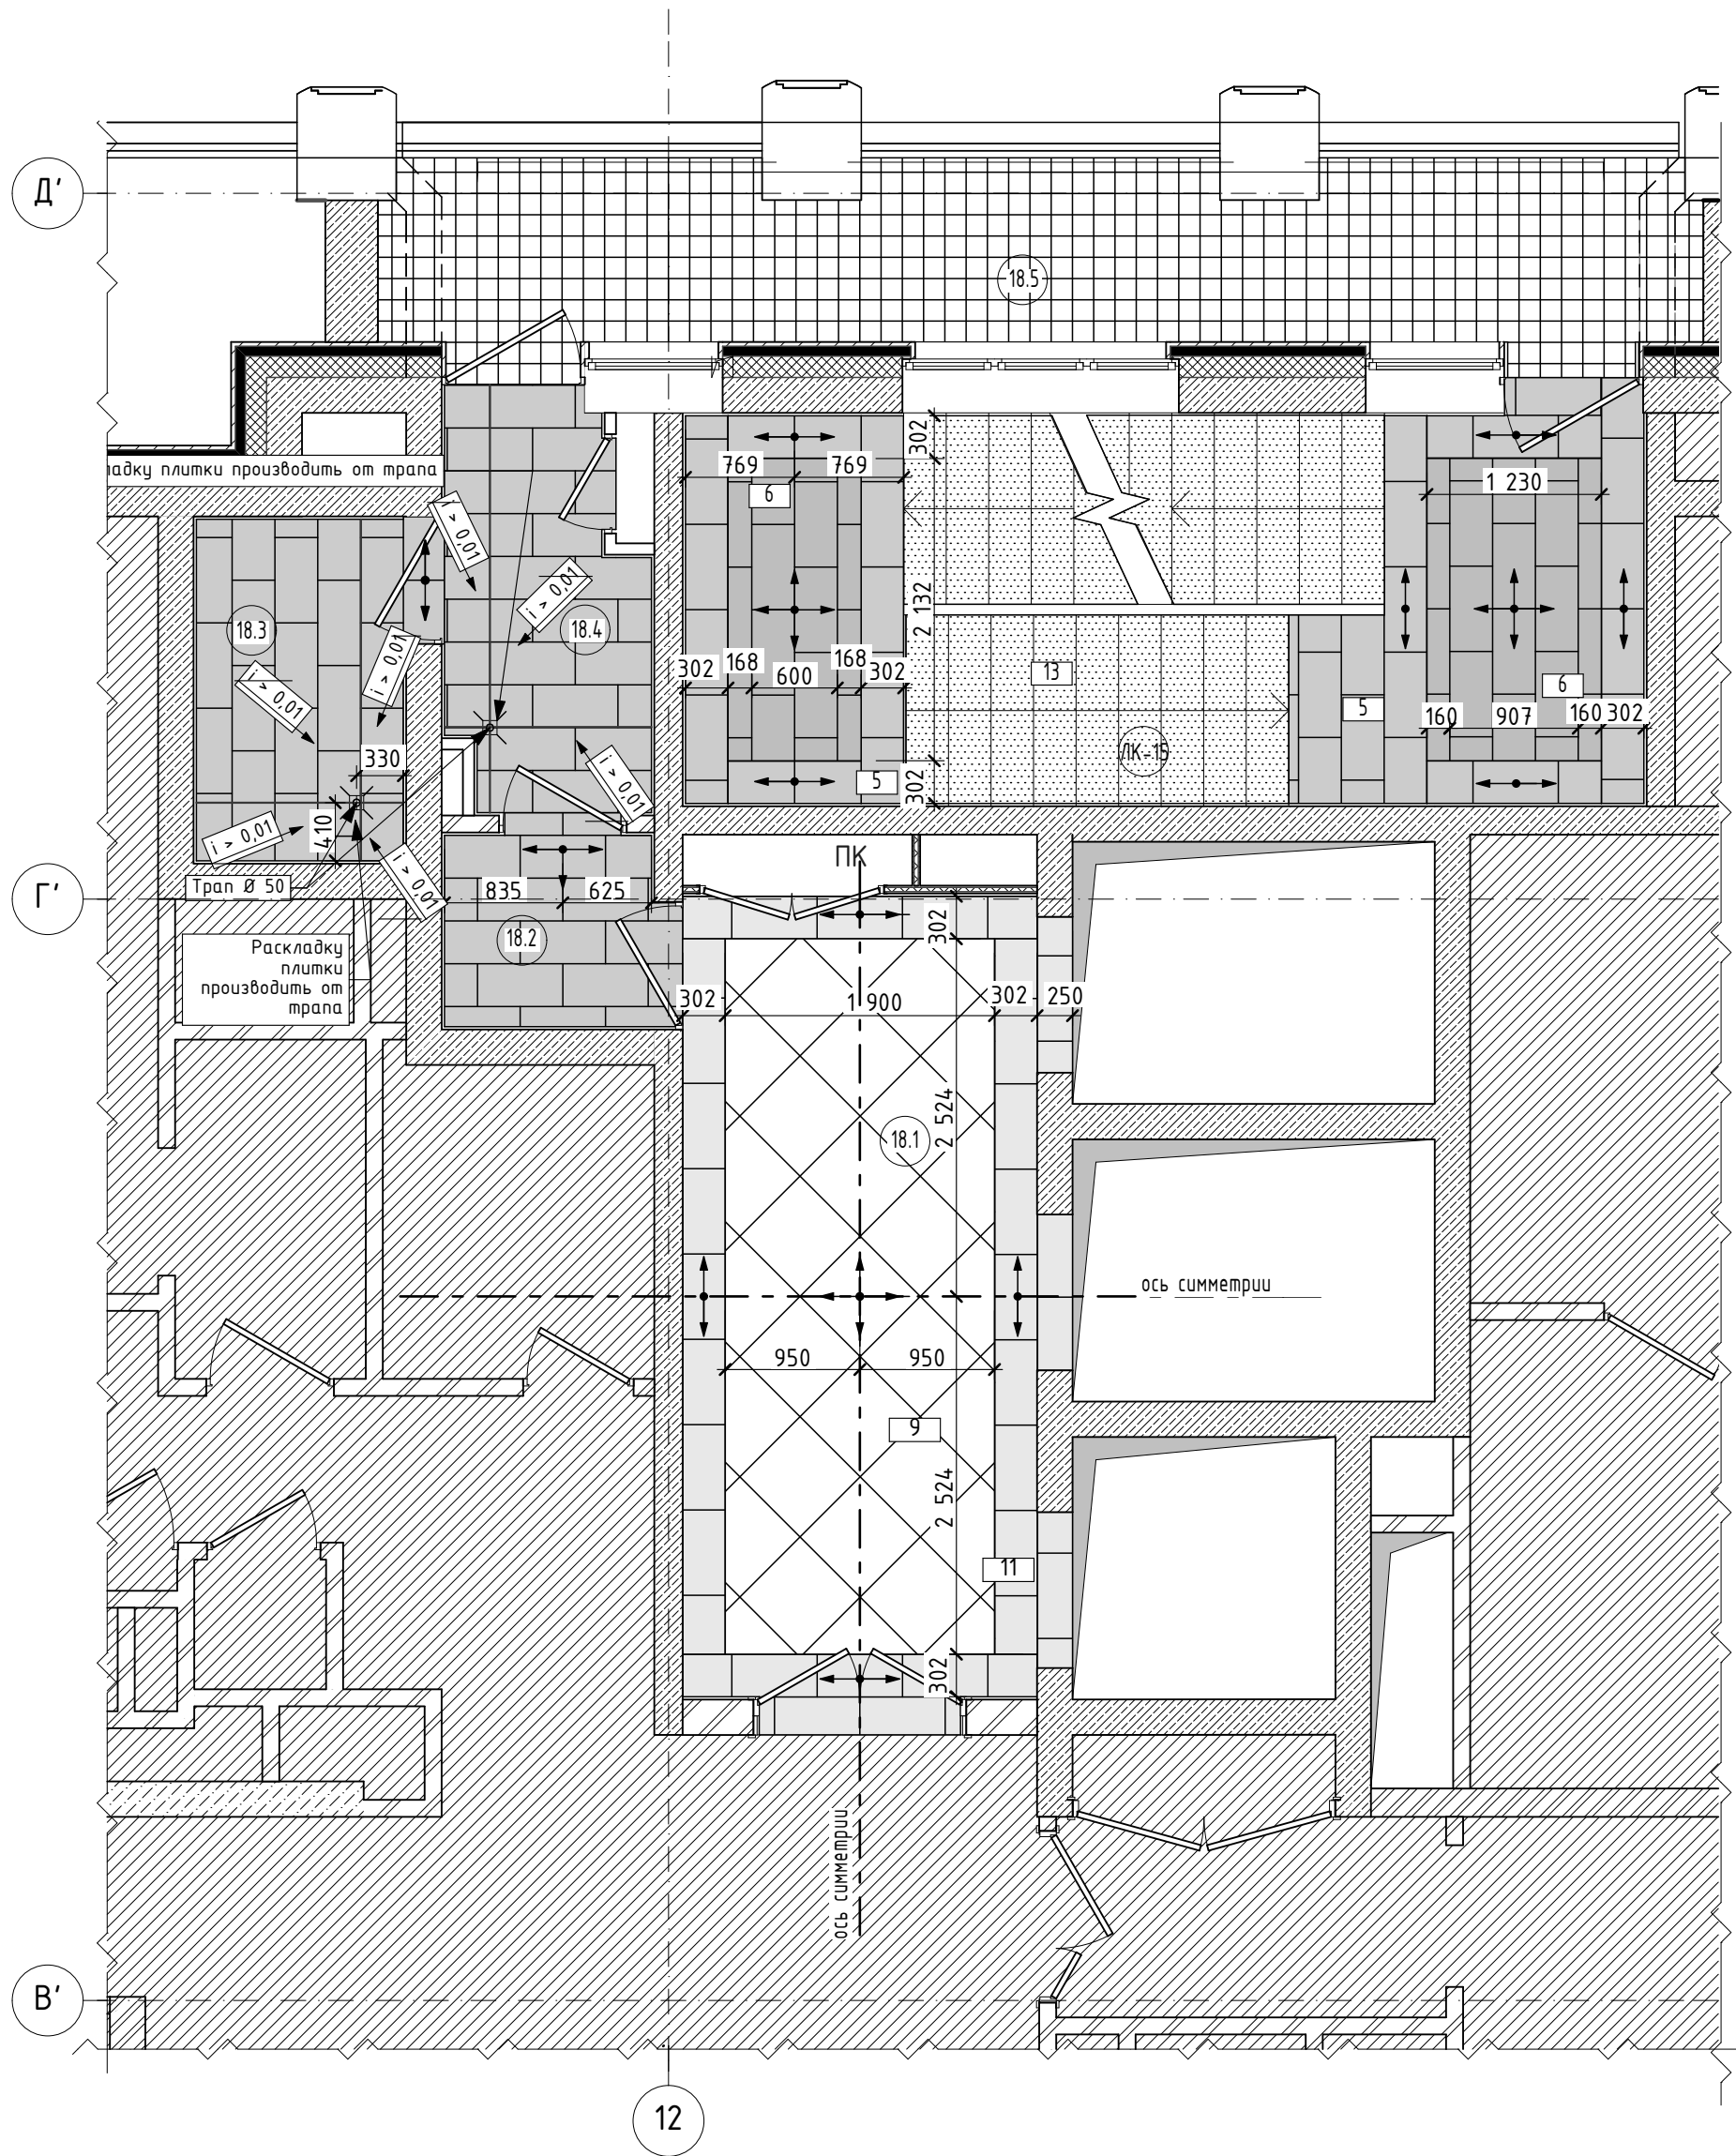 Д'
18.5
адку плитки производить от трапа
302
769
769
6
1 230
i > 0,01
i > 0,01
18.3
18.4
2 132
i > 0,01
i > 0,01
302
168
600
168
302
13
6
5
160
907
160
302
330
ЛК-15
i > 0,01
5
302
i > 0,01
410
i > 0,01
ПК
Трап Ø 50
Г'
835
625
302
18.2
Раскладку
плитки
производить от
трапа
302
1 900
302
250
2 524
18.1
ось симметрии
950
950
9
2 524
11
302
ось симметрии
В'
12